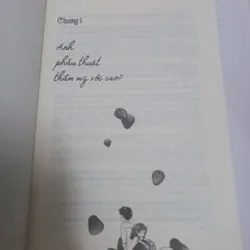 Chương 1
Anh
phẫu thuật
thẩm mỹ rồi sao?